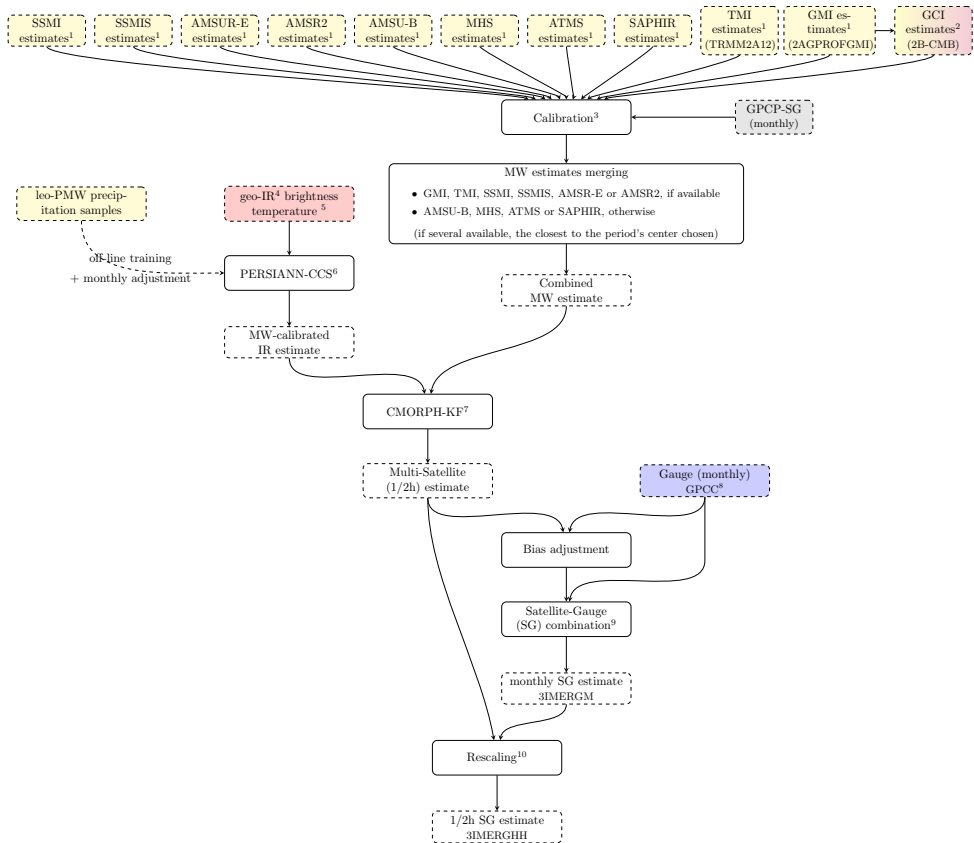 SSMI
estimates¹
SSMIS
estimates¹
AMSUR-E
estimates¹
AMSR2
estimates¹
AMSU-B
estimates¹
MHS
estimates¹
ATMS
estimates¹
SAPHIR
estimates¹
TMI
estimates¹
(TRMM2A12)
GMI es-
timates¹
(2AGPROFGMI)
GCI
estimates²
(2B-CMB)
Calibration³
GPCP-SG
(monthly)
MW estimates merging
• GMI, TMI, SSMI, SSMIS, AMSR-E or AMSR2, if available
• AMSU-B, MHS, ATMS or SAPHIR, otherwise
(if several available, the closest to the period's center chosen)
leo-PMW precip-
itation samples
geo-IR⁴ brightness
temperature ⁵
off-line training
+ monthly adjustment
PERSIANN-CCS⁶
Combined
MW estimate
MW-calibrated
IR estimate
CMORPH-KF⁷
Multi-Satellite
(1/2h) estimate
Gauge (monthly)
GPCC⁸
Bias adjustment
Satellite-Gauge
(SG) combination⁹
monthly SG estimate
3IMERGM
Rescaling¹⁰
1/2h SG estimate
3IMERGHH